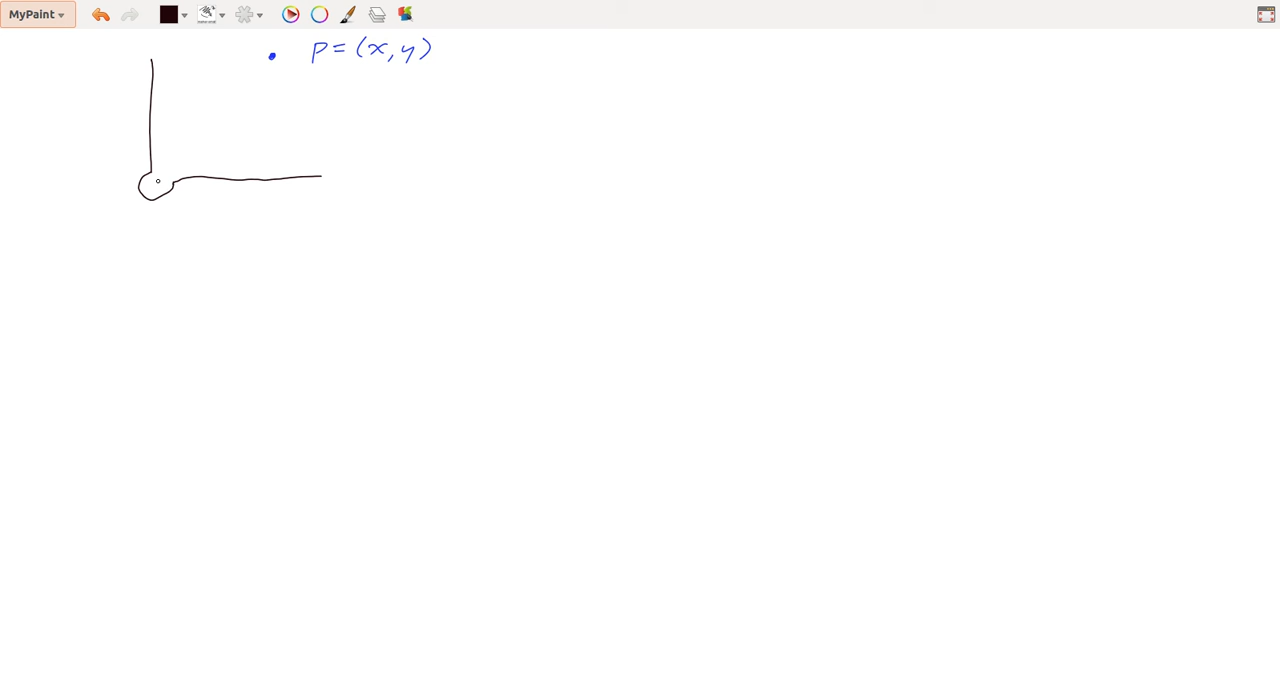 MyPaint
p = (x, y)